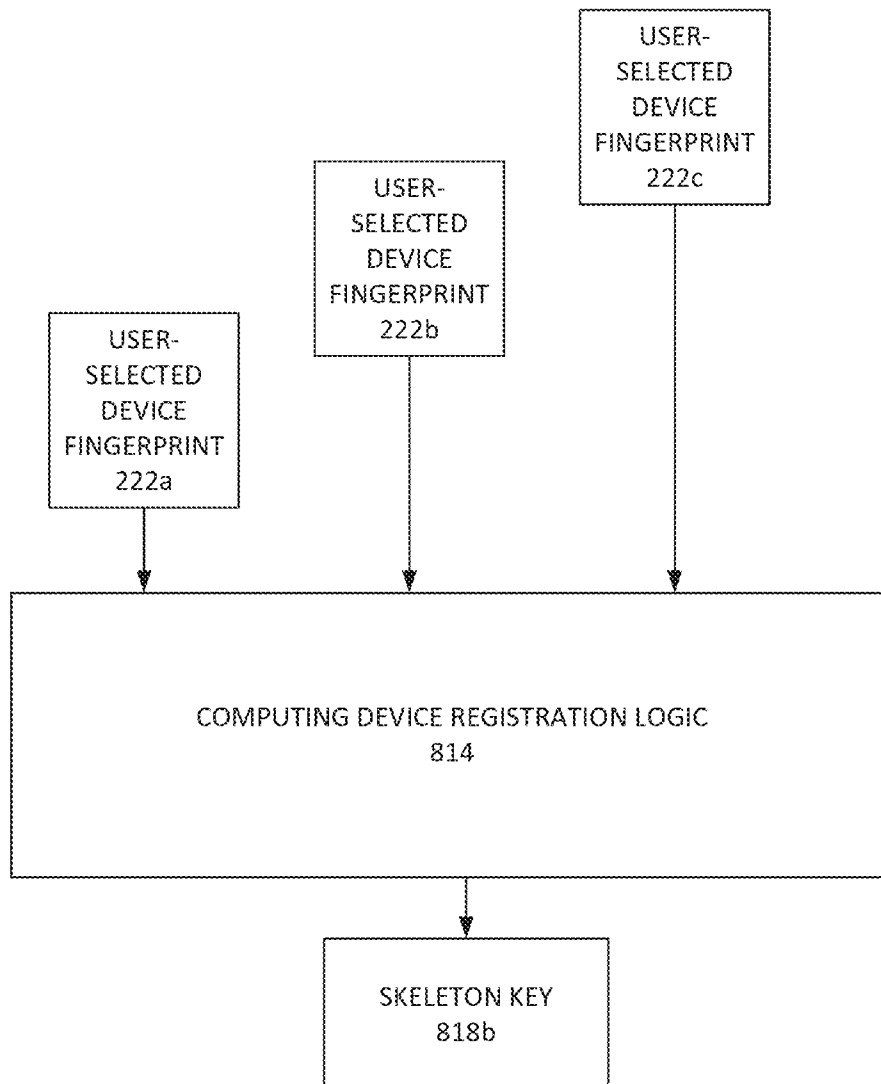 USER-
SELECTED
DEVICE
FINGERPRINT
222c
USER-
SELECTED
DEVICE
FINGERPRINT
222b
USER-
SELECTED
DEVICE
FINGERPRINT
222a
COMPUTING DEVICE REGISTRATION LOGIC
814
SKELETON KEY
818b